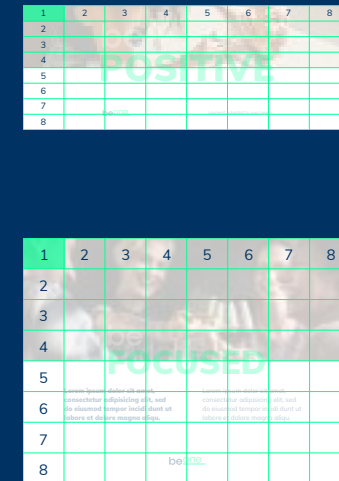 1 2 3 4 5 6 7 8
2
3
4
5
6
7
8
be
POSITIVE
beone
1 2 3 4 5 6 7 8
2
3
4
5
6
7
8
be
FOCUSED
Lorem ipsum dolor sit amet,
consectetur adipisicing elit, sed
do eiusmod tempor incidi dunt ut
labore et dolore magna aliqu.
Lorem ipsum dolor sit amet,
consectetur adipisicing elit, sed
do eiusmod tempor incidi dunt ut
labore et dolore magna aliqu.
beone